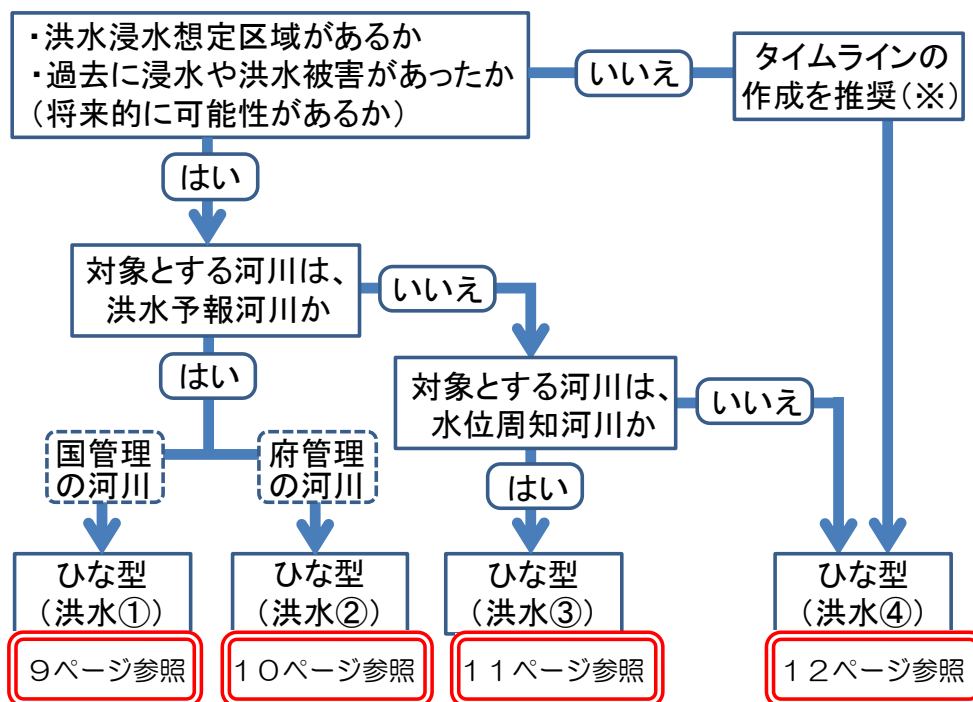 ・洪水浸水想定区域があるか
・過去に浸水や洪水被害があったか
（将来的に可能性があるか）
いいえ
タイムラインの
作成を推奨（※）
はい
対象とする河川は、
洪水予報河川か
いいえ
はい
対象とする河川は、
水位周知河川か
いいえ
国管理
の河川
府管理
の河川
はい
ひな型
（洪水①）
ひな型
（洪水②）
ひな型
（洪水③）
ひな型
（洪水④）
９ページ参照
１０ページ参照
１１ページ参照
１２ページ参照